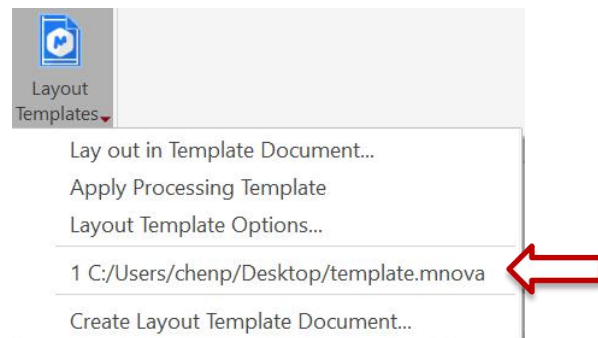 Layout
Templates
Lay out in Template Document...
Apply Processing Template
Layout Template Options...
1 C:/Users/chenp/Desktop/template.mnova
Create Layout Template Document...